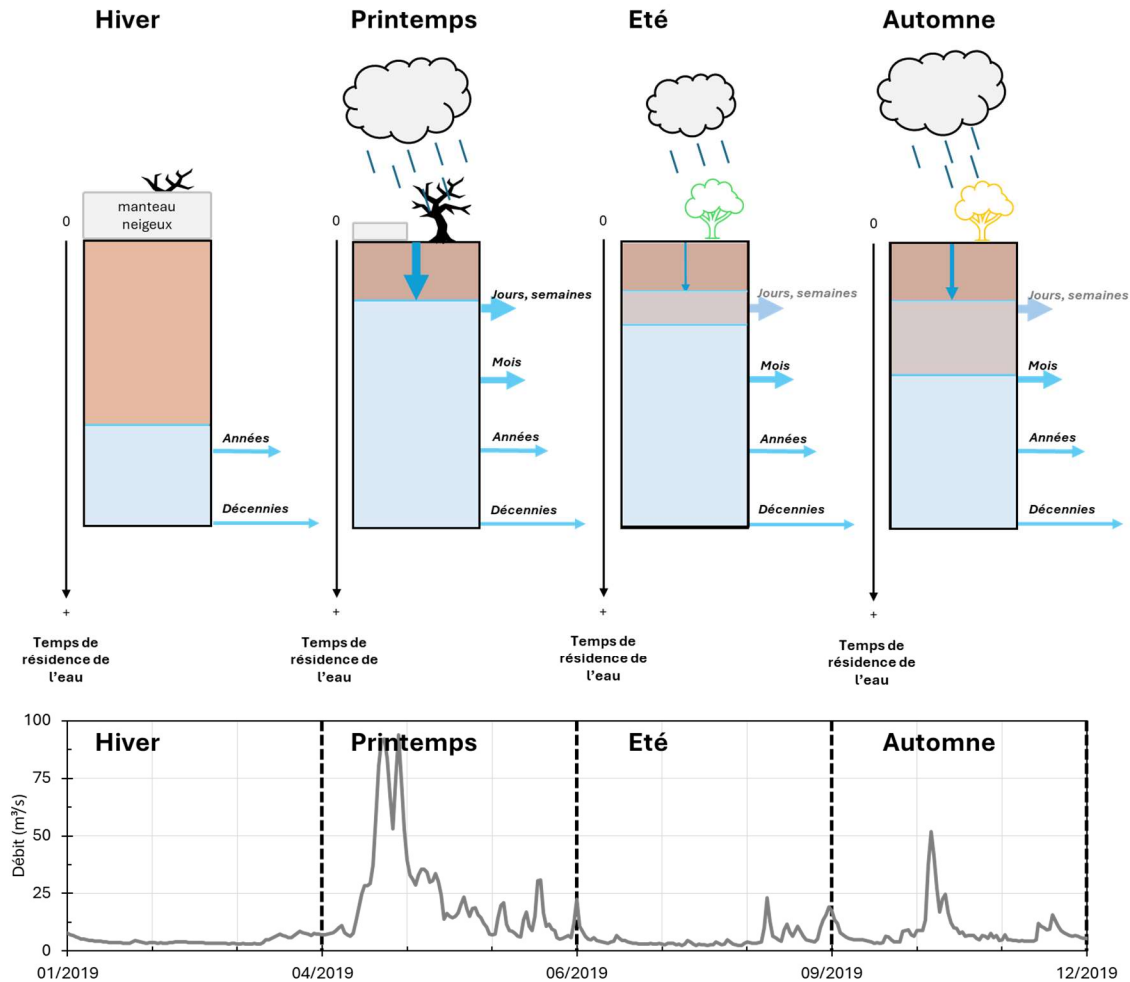 Hiver
Printemps
Eté
Automne
manteau
neigeux
0
0
0
0
Jours, semaines
Jours, semaines
Jours, semaines
Mois
Mois
Mois
Années
Années
Années
Années
Décennies
Décennies
Décennies
Décennies
+
+
+
+
Temps de
résidence de
l’eau
Temps de
résidence de
l’eau
Temps de
résidence de
l’eau
Temps de
résidence de
l’eau
Débit (m³/s)
100
75
50
25
0
Hiver
Printemps
Eté
Automne
01/2019
04/2019
06/2019
09/2019
12/2019